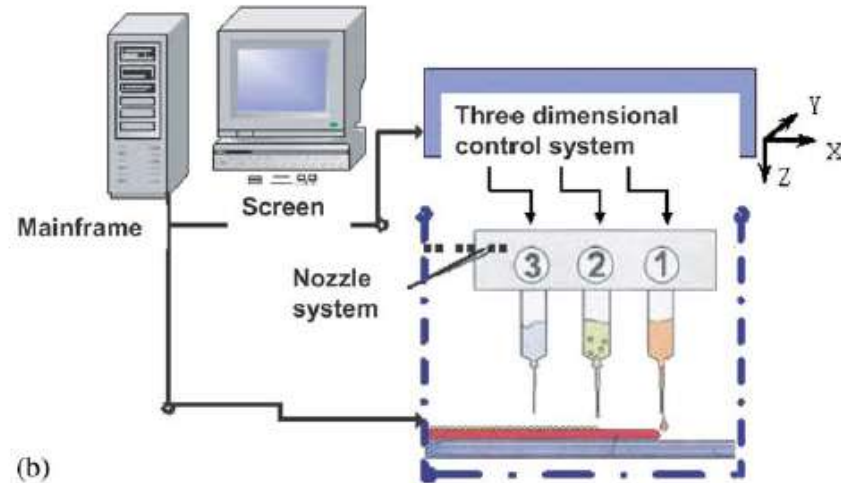 Three dimensional
control system
Y
X
Z
Screen
Mainframe
Nozzle
system
3 2 1
(b)